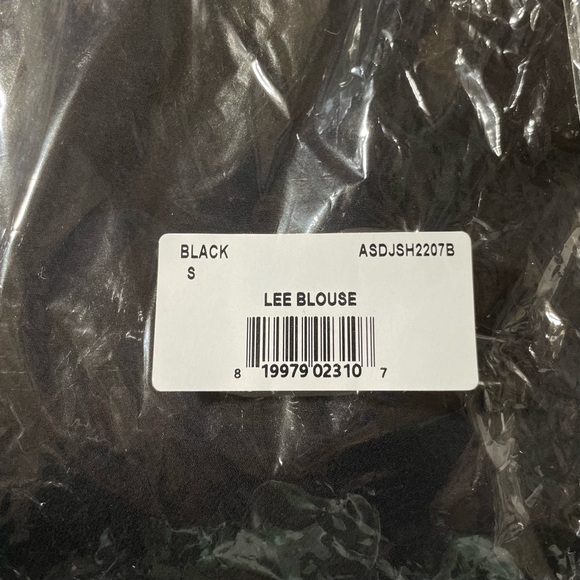 BLACK ASDJSH2207B
S
LEE BLOUSE
8 19979 02310 7